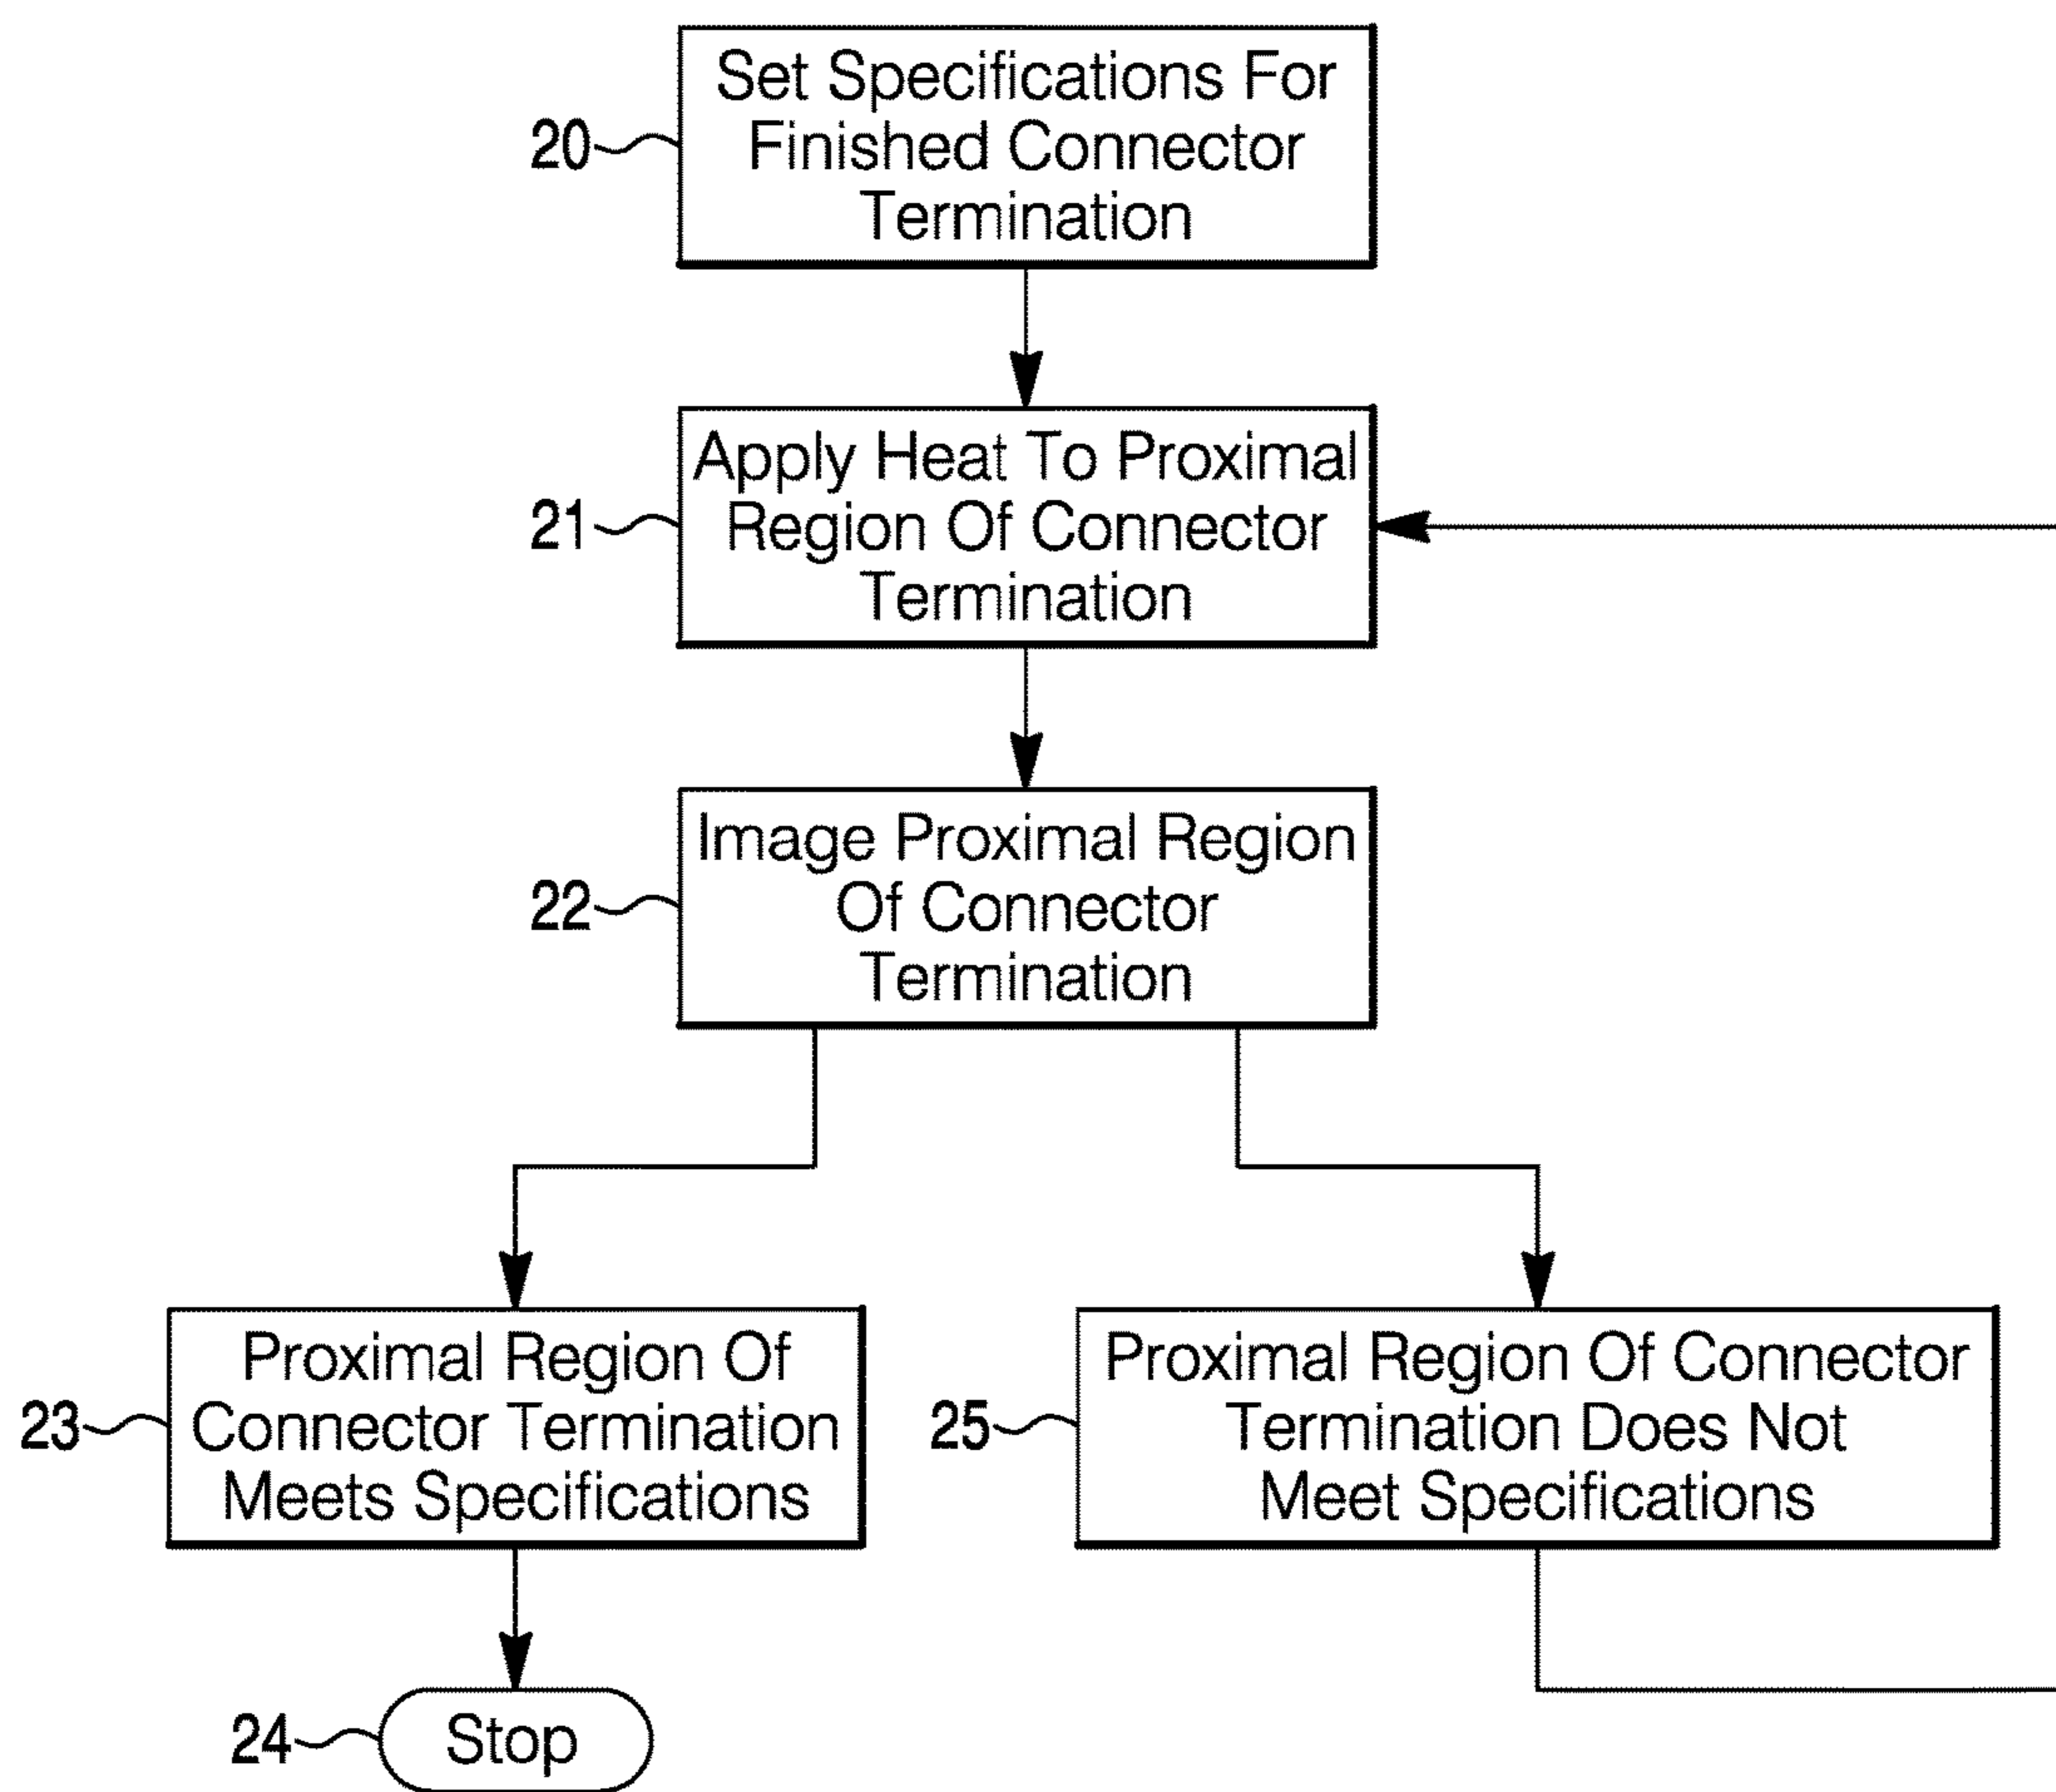 Set Specifications For
Finished Connector
Termination
20
Apply Heat To Proximal
Region Of Connector
Termination
21
Image Proximal Region
Of Connector
Termination
22
Proximal Region Of
Connector Termination
Meets Specifications
23
Proximal Region Of Connector
Termination Does Not
Meet Specifications
25
Stop
24